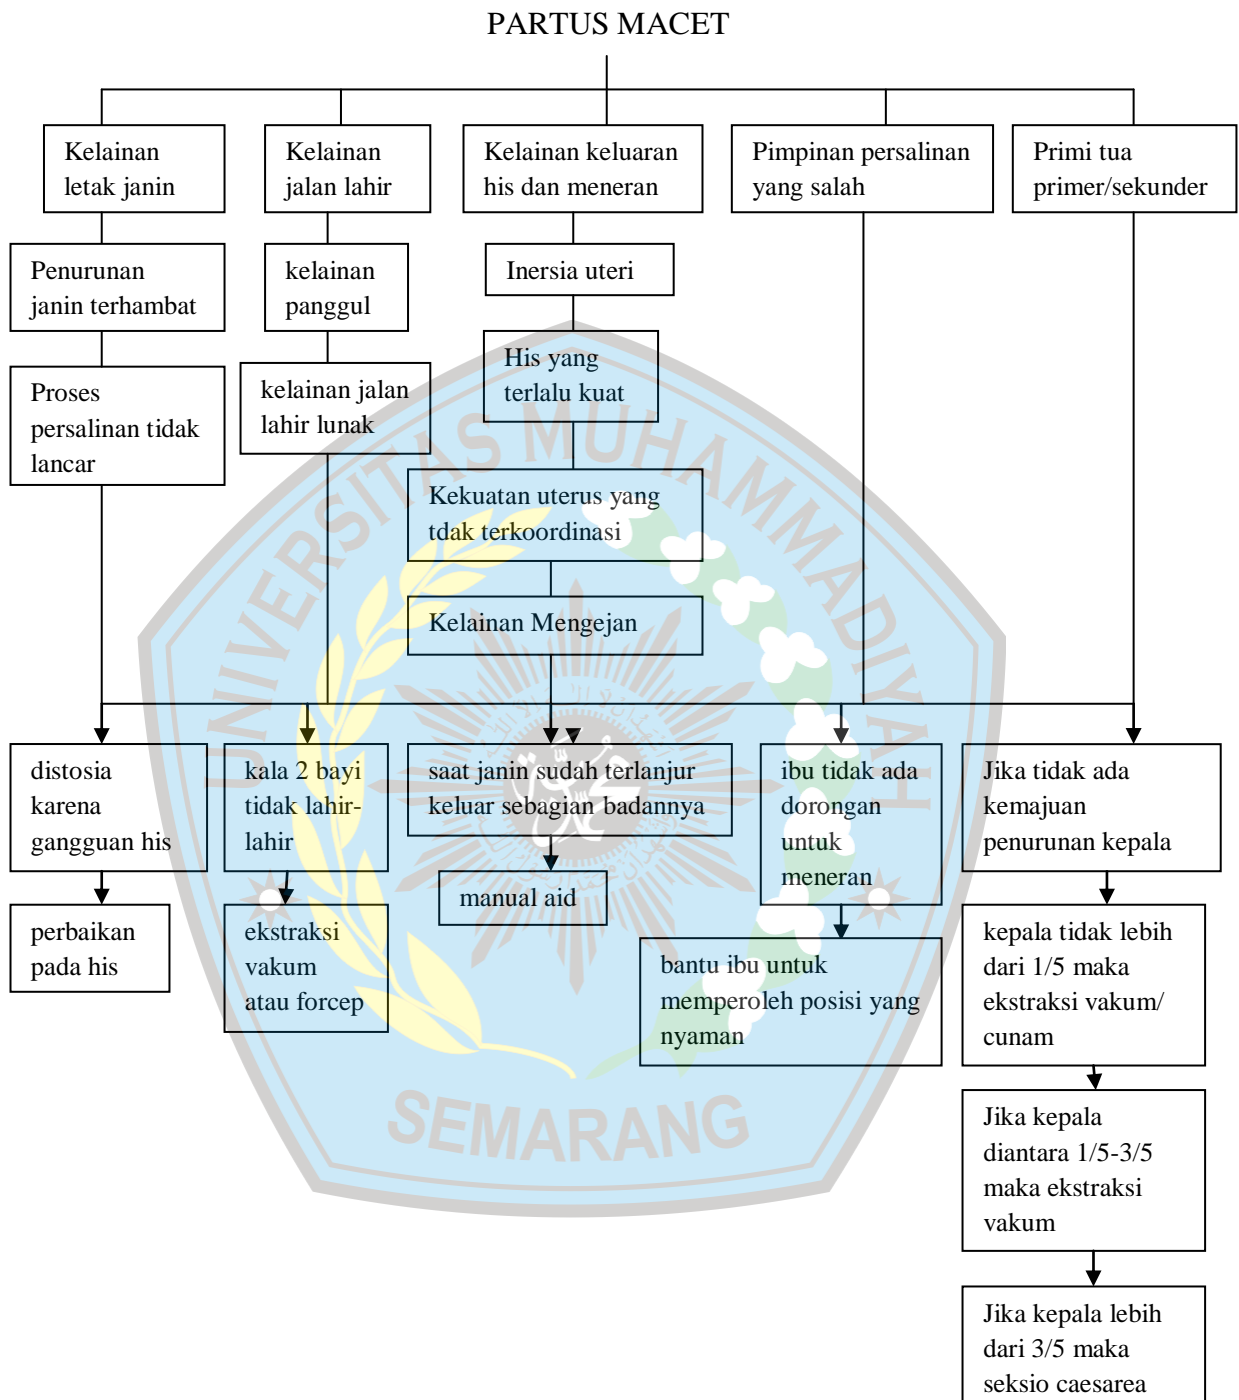 PARTUS MACET
Kelainan
letak janin
Kelainan
jalan lahir
Kelainan keluaran
his dan meneran
Pimpinan persalinan
yang salah
Primi tua
primer/sekunder
Penurunan
janin terhambat
kelainan
panggul
Inersia uteri
Proses
persalinan tidak
lancar
kelainan jalan
lahir lunak
His yang
terlalu kuat
Kekuatan uterus yang
tdak terkoordinasi
Kelainan Mengejan
distosia
karena
gangguan his
kala 2 bayi
tidak lahir-
lahir
saat janin sudah terlanjur
keluar sebagian badannya
ibu tidak ada
dorongan
untuk
meneran
Jika tidak ada
kemajuan
penurunan kepala
perbaikan
pada his
ekstraksi
vakum
atau forcep
manual aid
bantu ibu untuk
memperoleh posisi yang
nyaman
kepala tidak lebih
dari 1/5 maka
ekstraksi vakum/
cunam
Jika kepala
diantara 1/5-3/5
maka ekstraksi
vakum
Jika kepala lebih
dari 3/5 maka
seksio caesarea
UNIVERSITAS MUHAMMADIYAH
SEMARANG